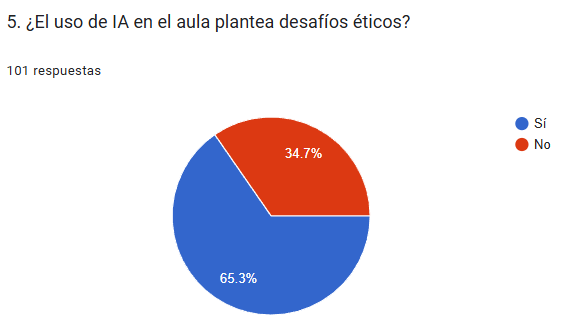 5. ¿El uso de IA en el aula plantea desafíos éticos?
101 respuestas
Sí
No
34.7%
65.3%